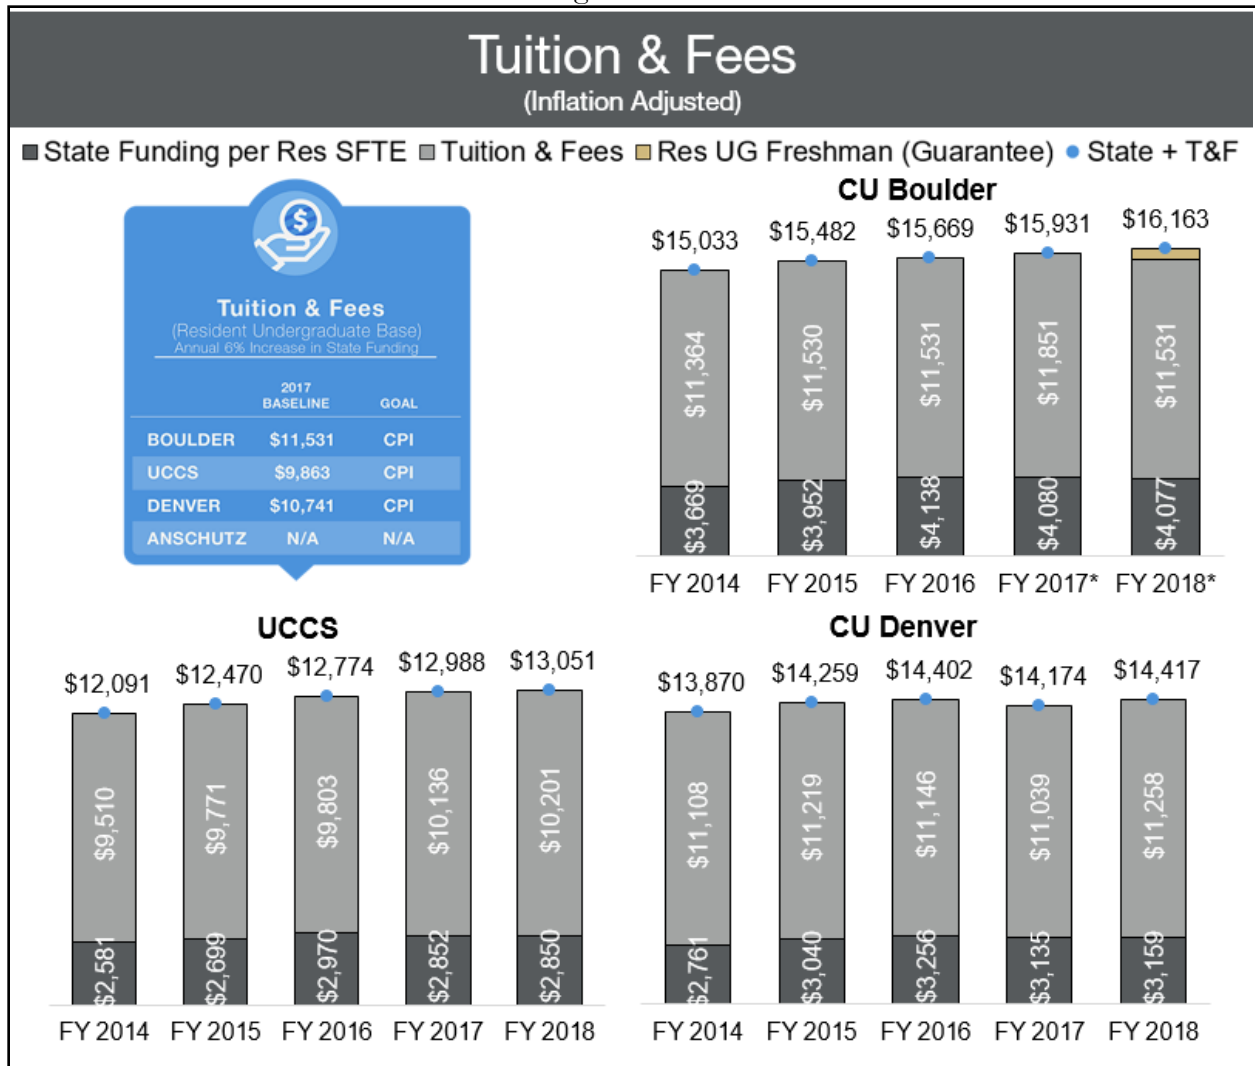 Tuition & Fees
(Inflation Adjusted)
State Funding per Res SFTE Tuition & Fees Res UG Freshman (Guarantee) State + T&F
$
Tuition & Fees
(Resident Undergraduate Base)
Annual 6% Increase in State Funding
2017
BASELINE GOAL
BOULDER $11,531 CPI
UCCS $9,863 CPI
DENVER $10,741 CPI
ANSCHUTZ N/A N/A
CU Boulder
$15,033 $15,482 $15,669 $15,931 $16,163
$11,364 $11,530 $11,531 $11,851 $11,531
$3,669 $3,952 $4,138 $4,080 $4,077
FY 2014 FY 2015 FY 2016 FY 2017* FY 2018*
UCCS
$12,091 $12,470 $12,774 $12,988 $13,051
$9,510 $9,771 $9,803 $10,136 $10,201
$2,581 $2,699 $2,970 $2,852 $2,850
FY 2014 FY 2015 FY 2016 FY 2017 FY 2018
CU Denver
$13,870 $14,259 $14,402 $14,174 $14,417
$11,108 $11,219 $11,146 $11,039 $11,258
$2,761 $3,040 $3,256 $3,135 $3,159
FY 2014 FY 2015 FY 2016 FY 2017 FY 2018